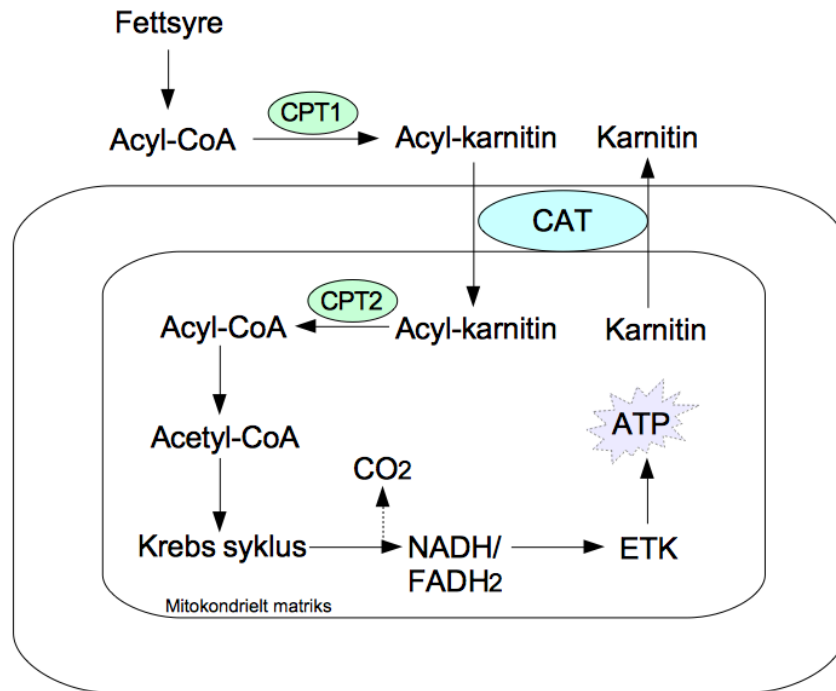 Fettsyre
CPT1
Acyl-CoA
Acyl-karnitin
Karnitin
CAT
CPT2
Acyl-CoA
Acyl-karnitin
Karnitin
ATP
Acetyl-CoA
CO2
Krebs syklus
NADH/
FADH2
ETK
Mitokondrielt matriks